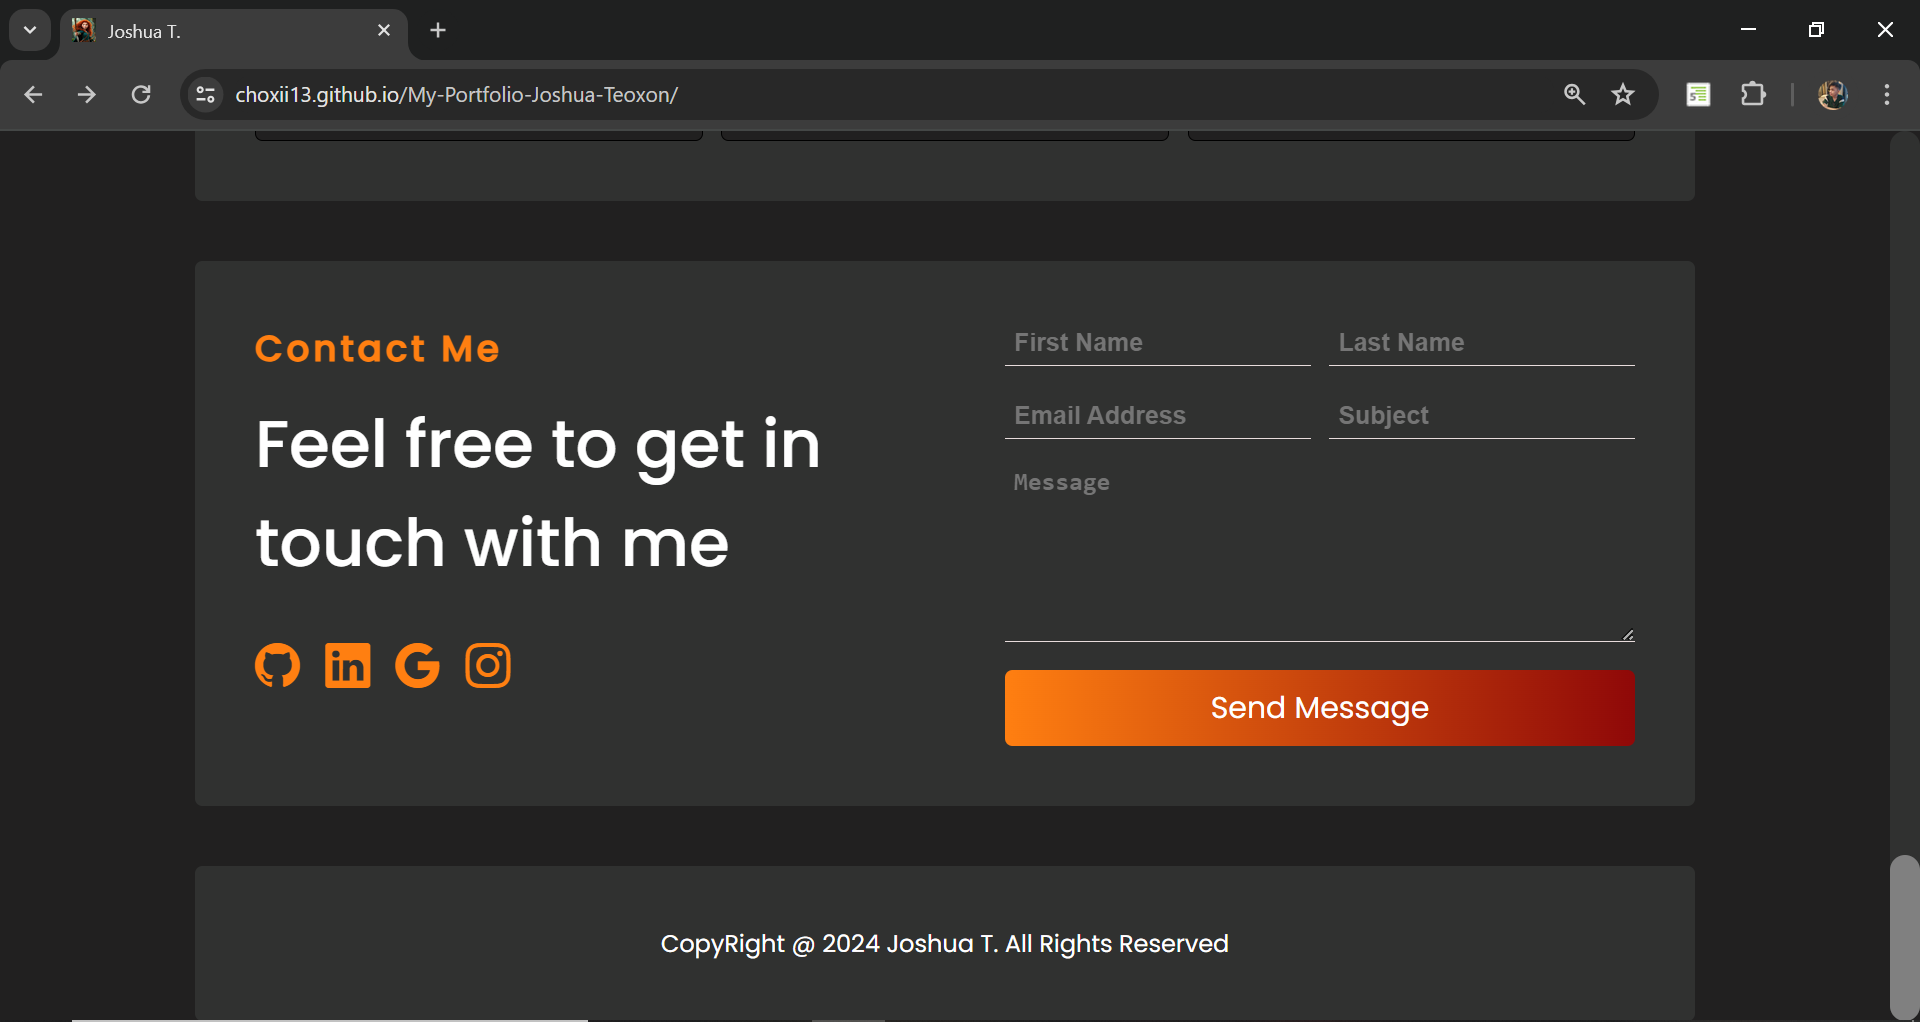 Joshua T.
choxii13.github.io/My-Portfolio-Joshua-Teoxon/
Contact Me
Feel free to get in
touch with me
First Name
Last Name
Email Address
Subject
Message
Send Message
CopyRight @ 2024 Joshua T. All Rights Reserved